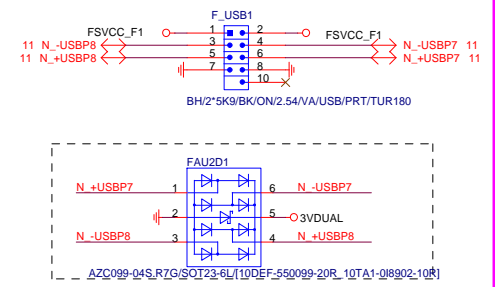 F_USB1
FSVCC_F1 1 2 FSVCC_F1
11 N_-USBP8 3 4 N_-USBP7 11
11 N_+USBP8 5 6 N_+USBP7 11
7 8
10
BH/2*5K9/BK/ON/2.54/VA/USB/PRT/TUR180
FAU2D1
N_+USBP7 1 6 N_-USBP7
2 5 3VDUAL
N_-USBP8 3 4 N_+USBP8
AZC099-04S.R7G/SOT23-6L/[10DEF-550099-20R_10TA1-0I8902-10R]